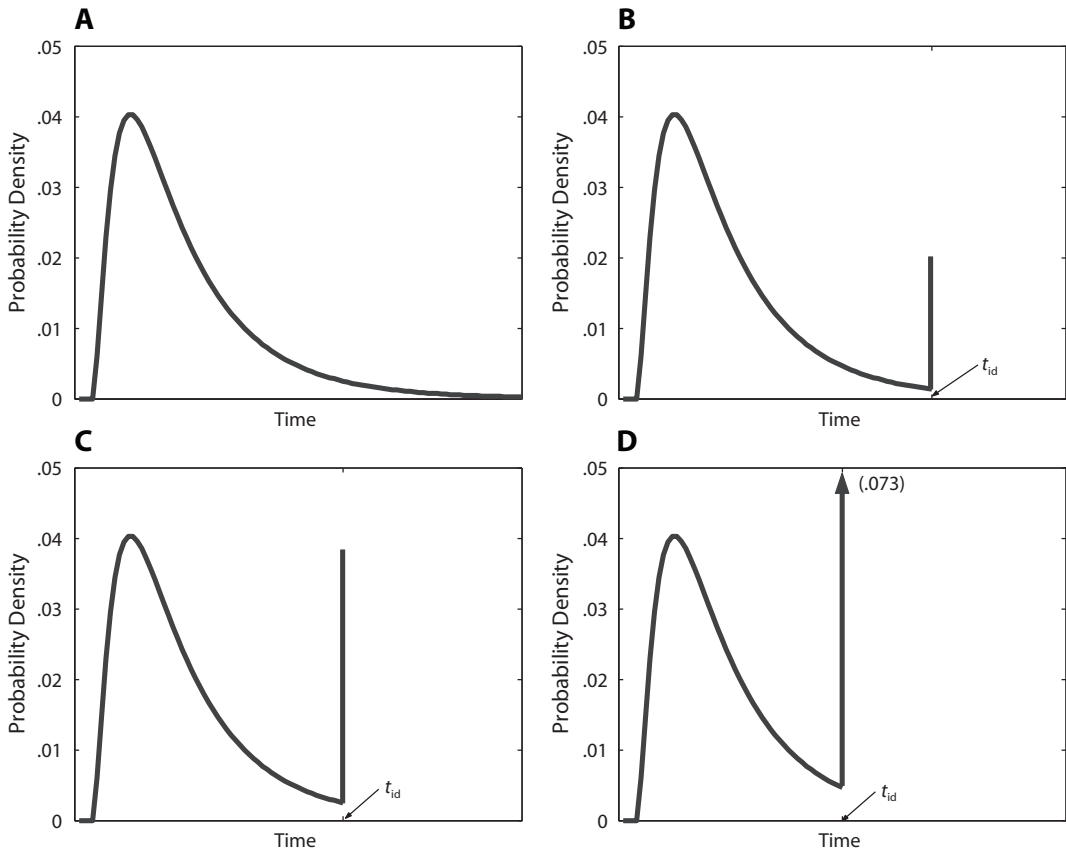 A
.05
.04
.03
.02
.01
0
Probability Density
Time
B
.05
.04
.03
.02
.01
0
Probability Density
Time
t_id
C
.05
.04
.03
.02
.01
0
Probability Density
Time
t_id
D
.05
.04
.03
.02
.01
0
Probability Density
Time
(.073)
t_id